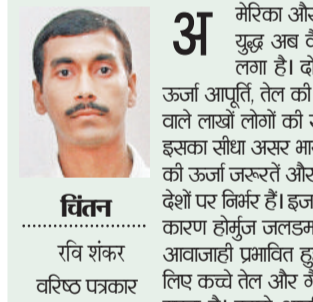 अ
मेरिका और
युद्ध अब
लगा है। दो
ऊर्जा आपूर्ति, तेल की
वाले लाखों लोगों की
इसका सीधा असर भार
की ऊर्जा जरूरतें और
देशों पर निर्भर हैं। इज
कारण होर्मुज जलडम
आवाजाही प्रभावित हु
लिए कच्चे तेल और गै
चिंतन
रवि शंकर
वरिष्ठ पत्रकार